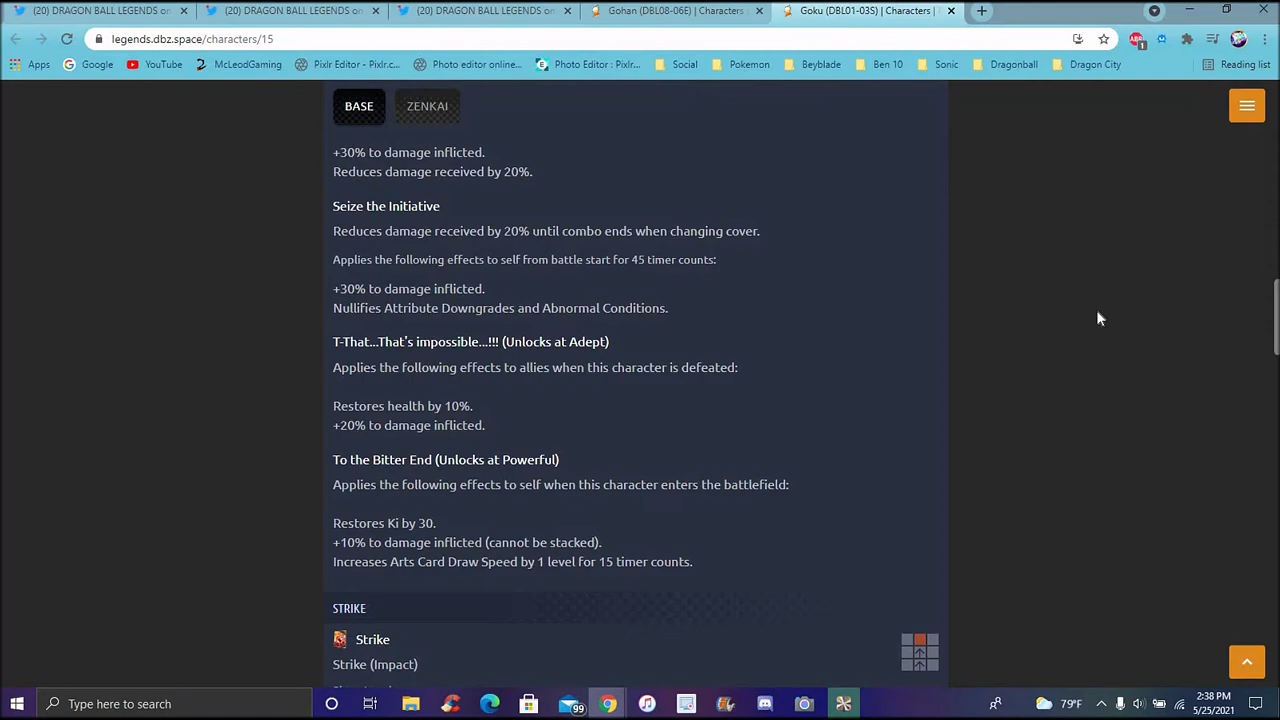 (20) DRAGON BALL LEGENDS on
(20) DRAGON BALL LEGENDS on
(20) DRAGON BALL LEGENDS on
Gohan (DBL08-06E) | Characters
Goku (DBL01-03S) | Characters |
legends.dbz.space/characters/15
Apps
Google
YouTube
McLeodGaming
Pixlr Editor - Pixlr.c...
Photo editor online...
Photo Editor : Pixlr...
Social
Pokemon
Beyblade
Ben 10
Sonic
Dragonball
Dragon City
Reading list
BASE
ZENKAI
+30% to damage inflicted.
Reduces damage received by 20%.
Seize the Initiative
Reduces damage received by 20% until combo ends when changing cover.
Applies the following effects to self from battle start for 45 timer counts:
+30% to damage inflicted.
Nullifies Attribute Downgrades and Abnormal Conditions.
T-That...That's impossible...!!! (Unlocks at Adept)
Applies the following effects to allies when this character is defeated:
Restores health by 10%.
+20% to damage inflicted.
To the Bitter End (Unlocks at Powerful)
Applies the following effects to self when this character enters the battlefield:
Restores Ki by 30.
+10% to damage inflicted (cannot be stacked).
Increases Arts Card Draw Speed by 1 level for 15 timer counts.
STRIKE
Strike
Strike (Impact)
Type here to search
99
79°F
2:38 PM
5/25/2021